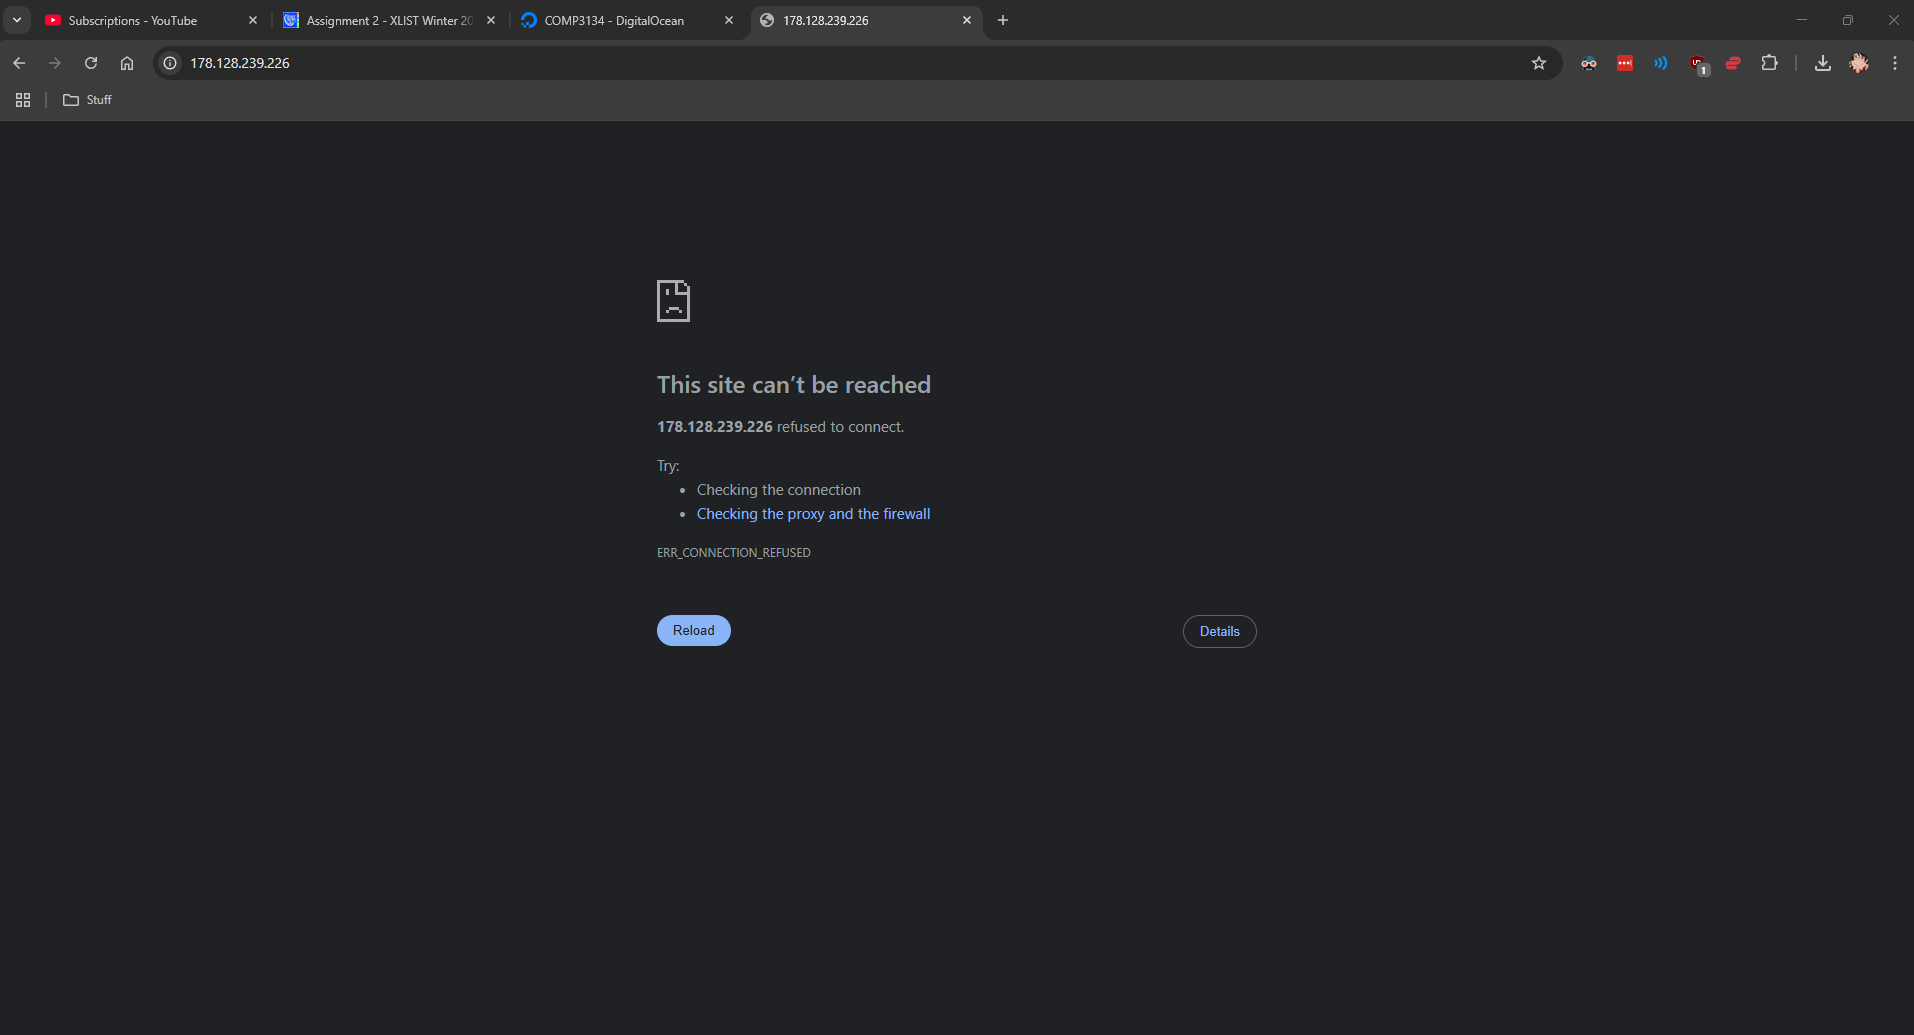 Subscriptions - YouTube
Assignment 2 - XLIST Winter 20
COMP3134 - DigitalOcean
178.128.239.226
178.128.239.226
1
Stuff
This site can’t be reached
178.128.239.226 refused to connect.
Try:
• Checking the connection
• Checking the proxy and the firewall
ERR_CONNECTION_REFUSED
Reload
Details